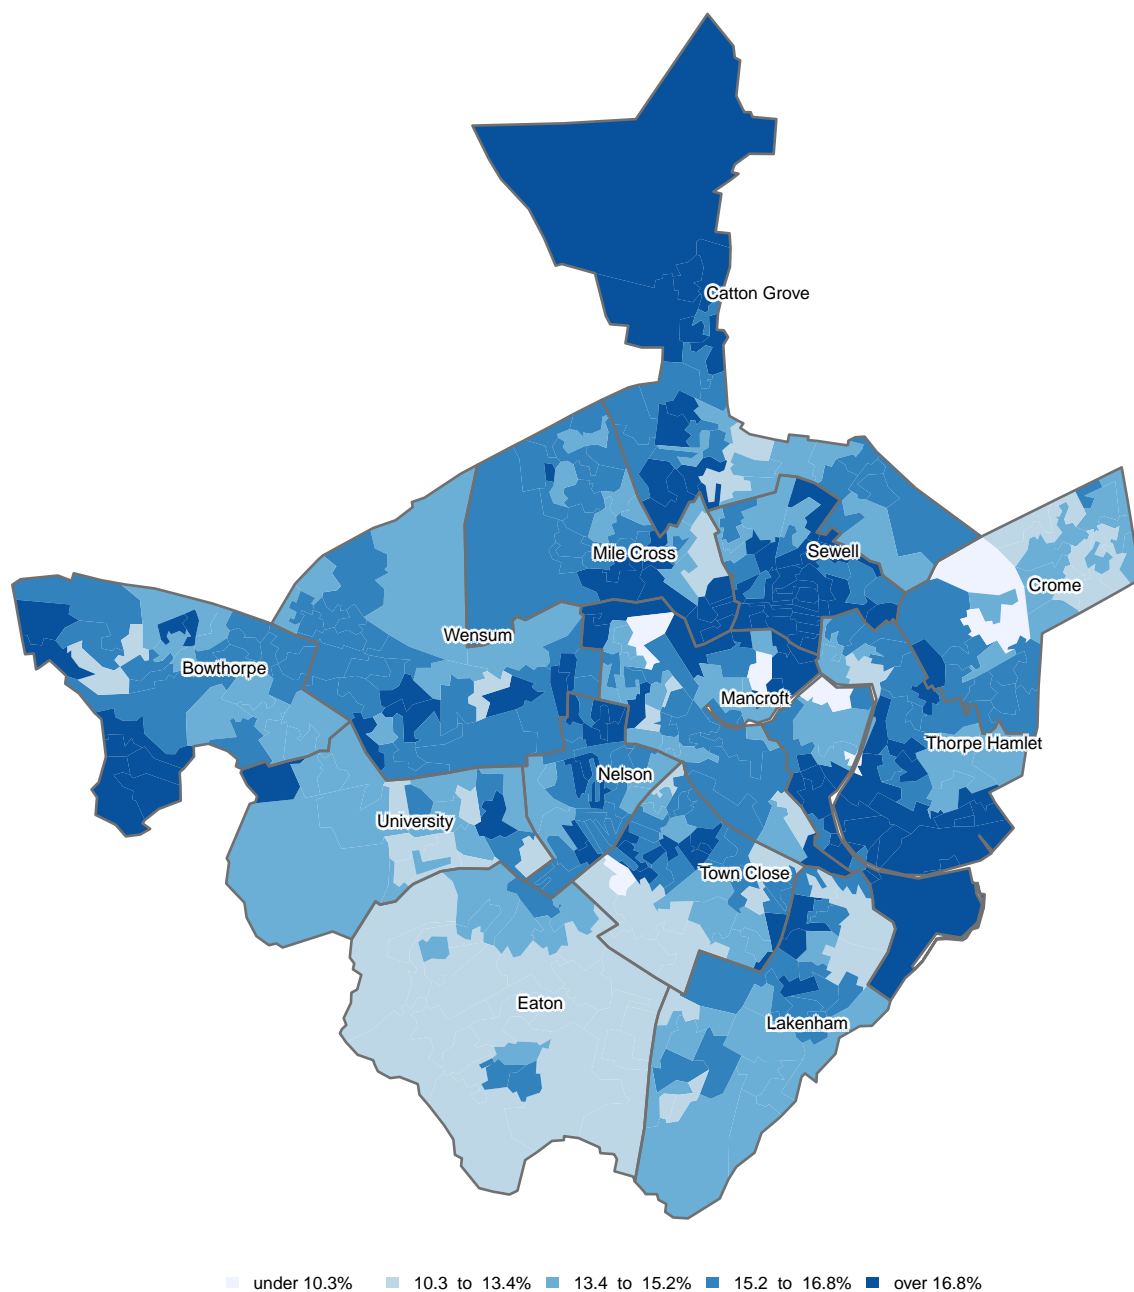 Catton Grove
Mile Cross
Sewell
Crome
Wensum
Bowthorpe
Mancroft
Thorpe Hamlet
Nelson
University
Town Close
Eaton
Lakenham
under 10.3% 10.3 to 13.4% 13.4 to 15.2% 15.2 to 16.8% over 16.8%